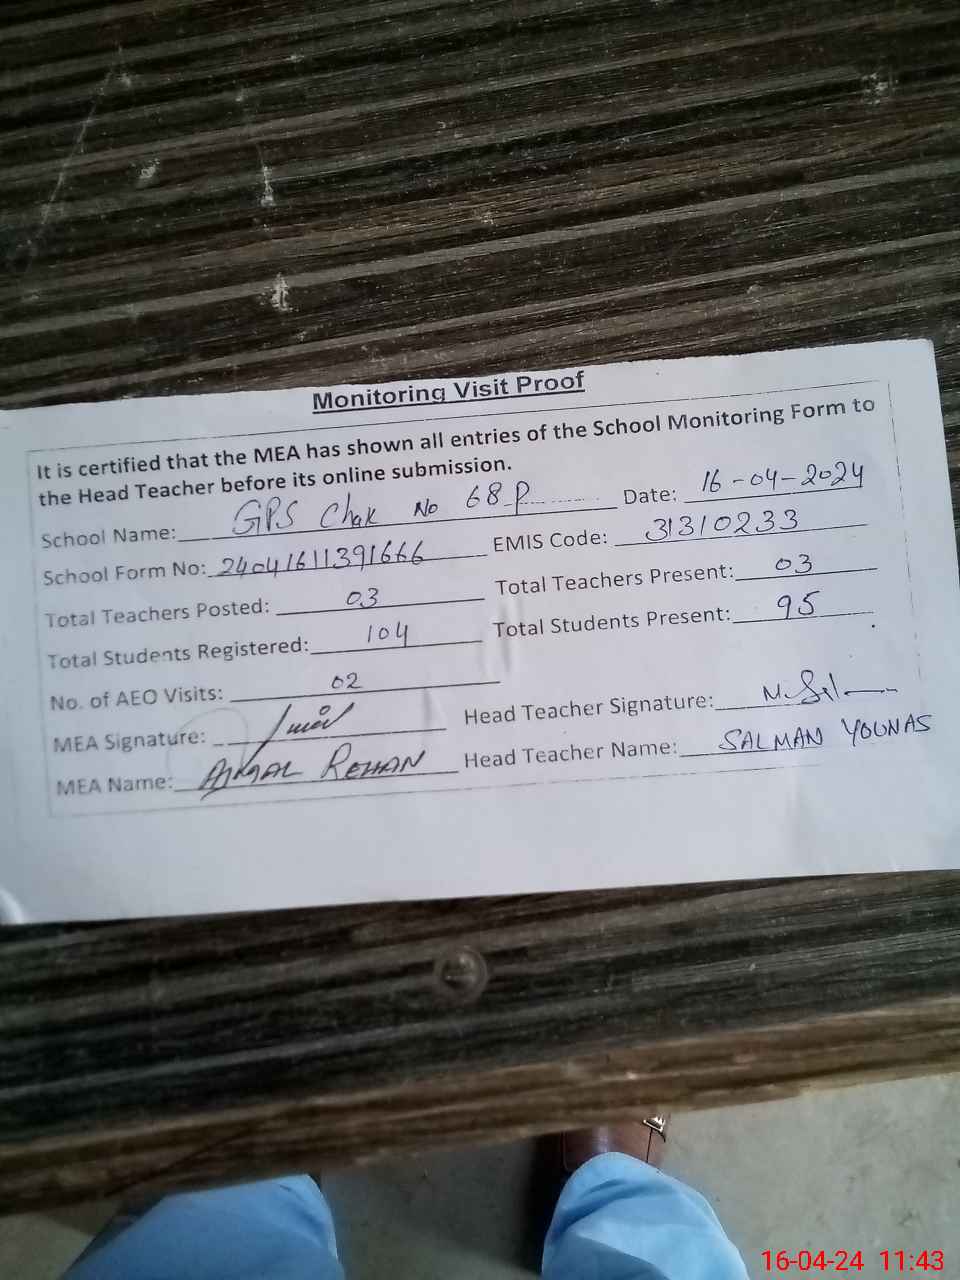 Monitoring Visit Proof
It is certified that the MEA has shown all entries of the School Monitoring Form to
the Head Teacher before its online submission.
School Name: GPS Chak No 68 P Date: 16-04-2024
School Form No: 24041611391666 EMIS Code: 31310233
Total Teachers Posted: 03 Total Teachers Present: 03
Total Students Registered: 104 Total Students Present: 95
No. of AEO Visits: 02
MEA Signature: Head Teacher Signature:
MEA Name: AJMAL REHAN Head Teacher Name: SALMAN YOUNAS
16-04-24 11:43